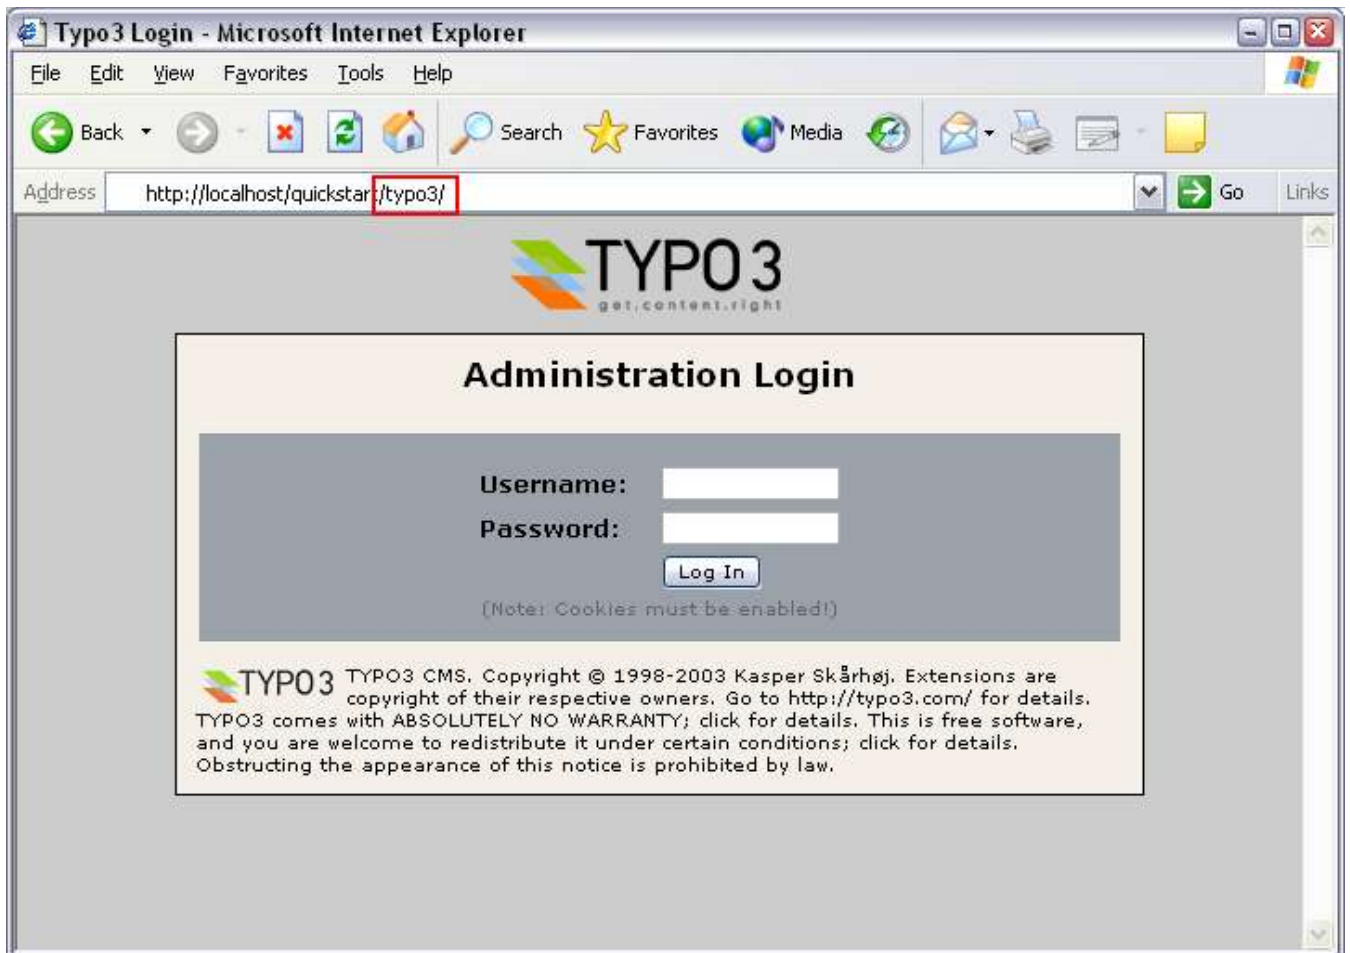 Typo3 Login - Microsoft Internet Explorer
File Edit View Favorites Tools Help
Back Search Favorites Media
Address http://localhost/quickstart/typo3/ Go Links
TYPO3
get.content.right
Administration Login
Username:
Password:
Log In
(Note: Cookies must be enabled!)
TYPO3 TYPO3 CMS. Copyright © 1998-2003 Kasper Skårhøj. Extensions are
copyright of their respective owners. Go to http://typo3.com/ for details.
TYPO3 comes with ABSOLUTELY NO WARRANTY; click for details. This is free software,
and you are welcome to redistribute it under certain conditions; click for details.
Obstructing the appearance of this notice is prohibited by law.